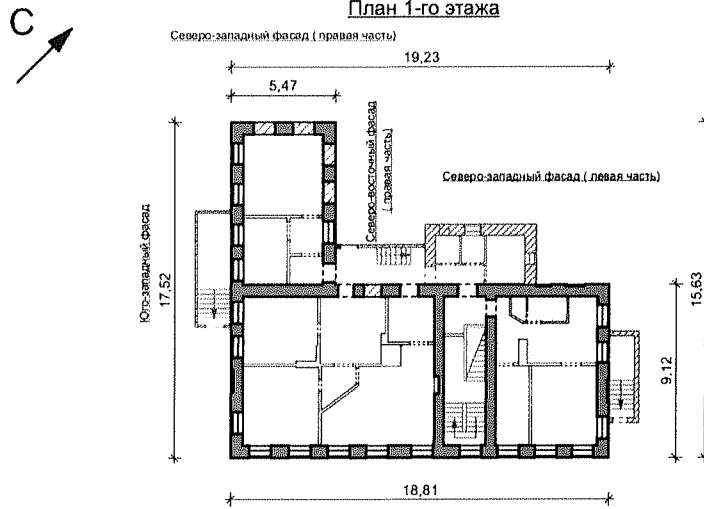 План 1-го этажа
С
Северо-западный фасад ( правая часть)
19,23
5,47
Северо-восточный фасад
( правая часть)
Северо-западный фасад ( левая часть)
Юго-западный фасад
17,52
15,63
9,12
18,81